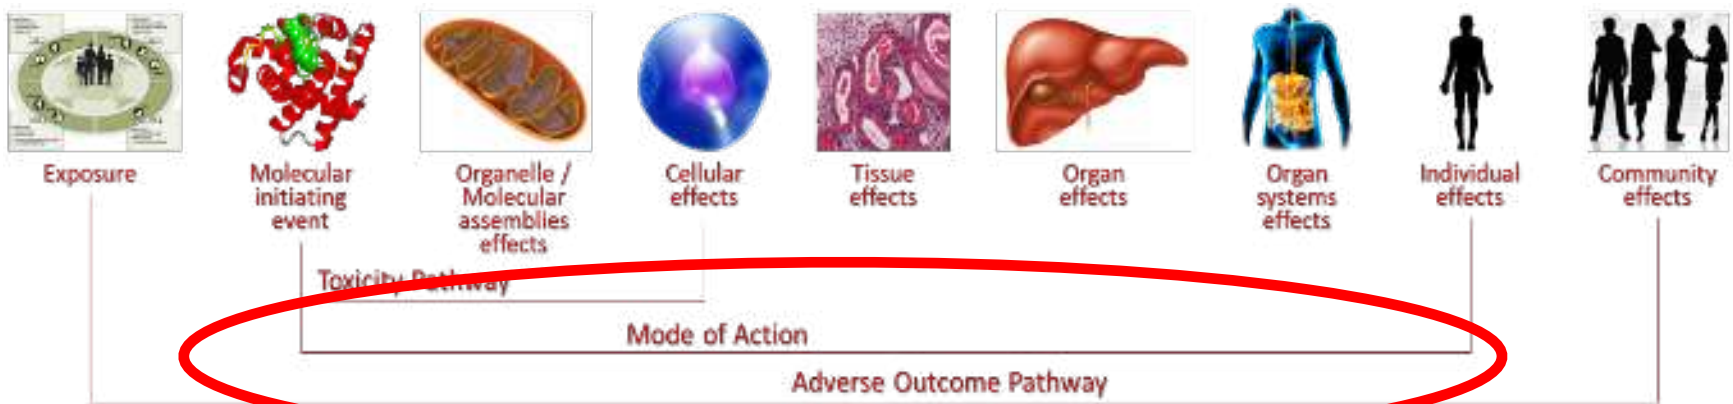 Exposure
Molecular
initiating
event
Organelle /
Molecular
assemblies
effects
Cellular
effects
Tissue
effects
Organ
effects
Organ
systems
effects
Individual
effects
Community
effects
Toxicity Pathway
Mode of Action
Adverse Outcome Pathway